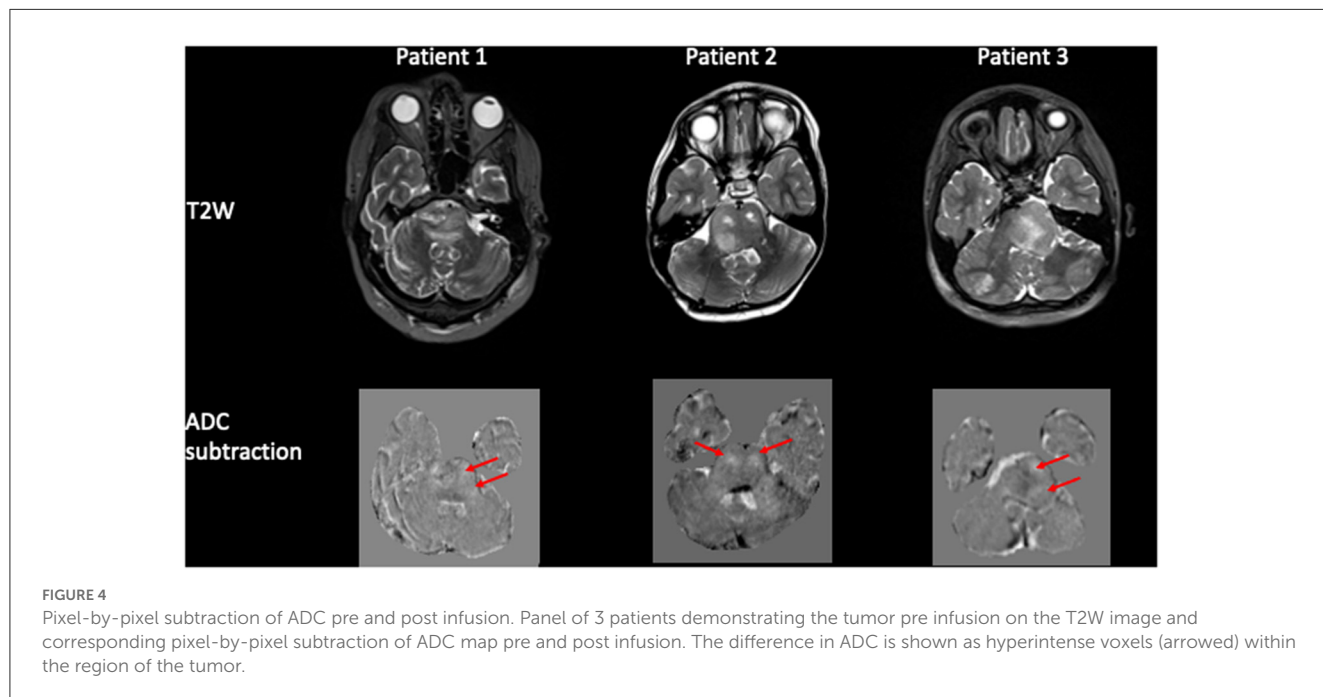 Patient 1 Patient 2 Patient 3
T2W
ADC
subtraction
FIGURE 4
Pixel-by-pixel subtraction of ADC pre and post infusion. Panel of 3 patients demonstrating the tumor pre infusion on the T2W image and
corresponding pixel-by-pixel subtraction of ADC map pre and post infusion. The difference in ADC is shown as hyperintense voxels (arrowed) within
the region of the tumor.